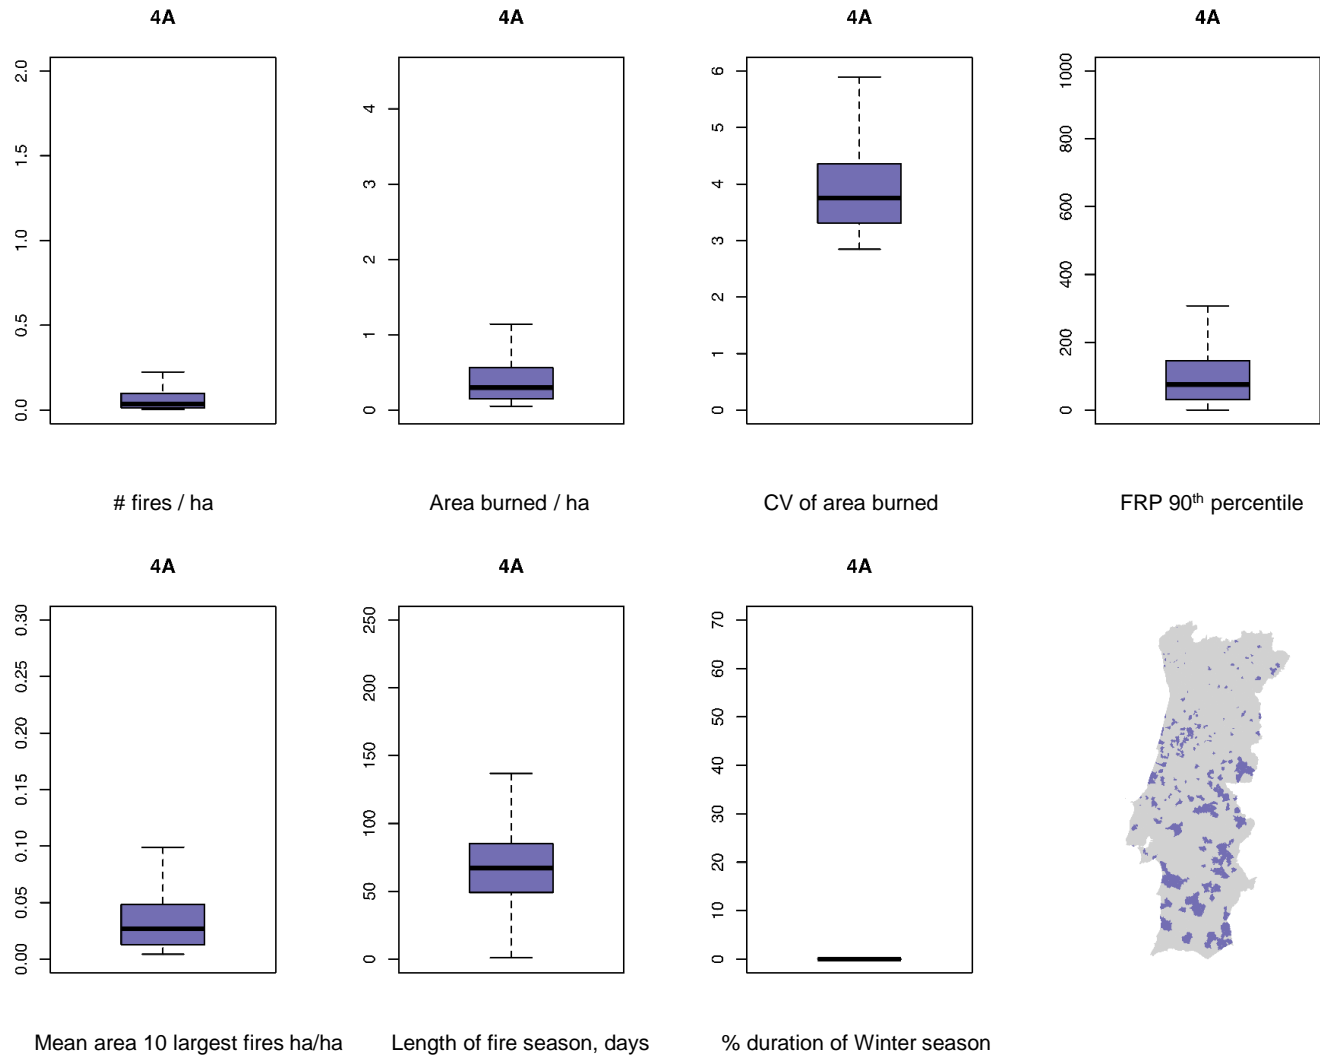 4A 4A 4A 4A
0.0 0.5 1.0 1.5 2.0
0 1 2 3 4
0 1 2 3 4 5 6
0 200 400 600 800 1000
# fires / ha
Area burned / ha
CV of area burned
FRP 90th percentile
4A 4A 4A
0.00 0.05 0.10 0.15 0.20 0.25 0.30
0 50 100 150 200 250
0 10 20 30 40 50 60 70
Mean area 10 largest fires ha/ha
Length of fire season, days
% duration of Winter season